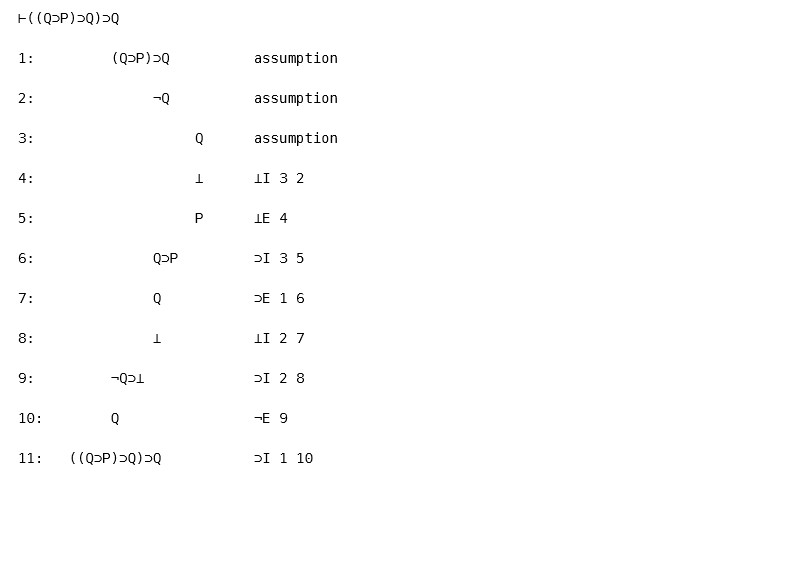 ⊢((Q⊃P)⊃Q)⊃Q
1: (Q⊃P)⊃Q assumption
2: ¬Q assumption
3: Q assumption
4: ⊥ ⊥I 3 2
5: P ⊥E 4
6: Q⊃P ⊃I 3 5
7: Q ⊃E 1 6
8: ⊥ ⊥I 2 7
9: ¬Q⊃⊥ ⊃I 2 8
10: Q ¬E 9
11: ((Q⊃P)⊃Q)⊃Q ⊃I 1 10